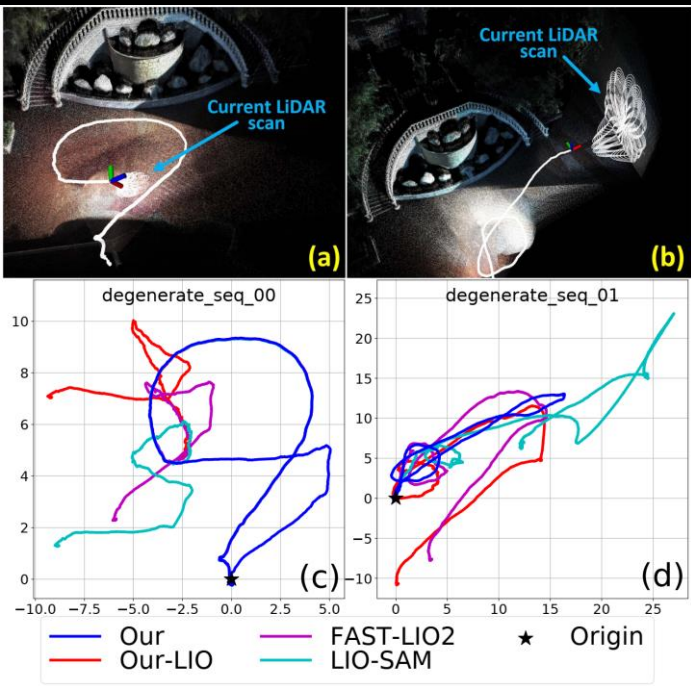 Current LiDAR
scan
(a)
Current LiDAR
scan
(b)
degenerate_seq_00
10
8
6
4
2
0
−10.0 −7.5 −5.0 −2.5 0.0 2.5 5.0
(c)
degenerate_seq_01
25
20
15
10
5
0
−5
−10
0 5 10 15 20 25
(d)
Our
Our-LIO
FAST-LIO2
LIO-SAM
Origin